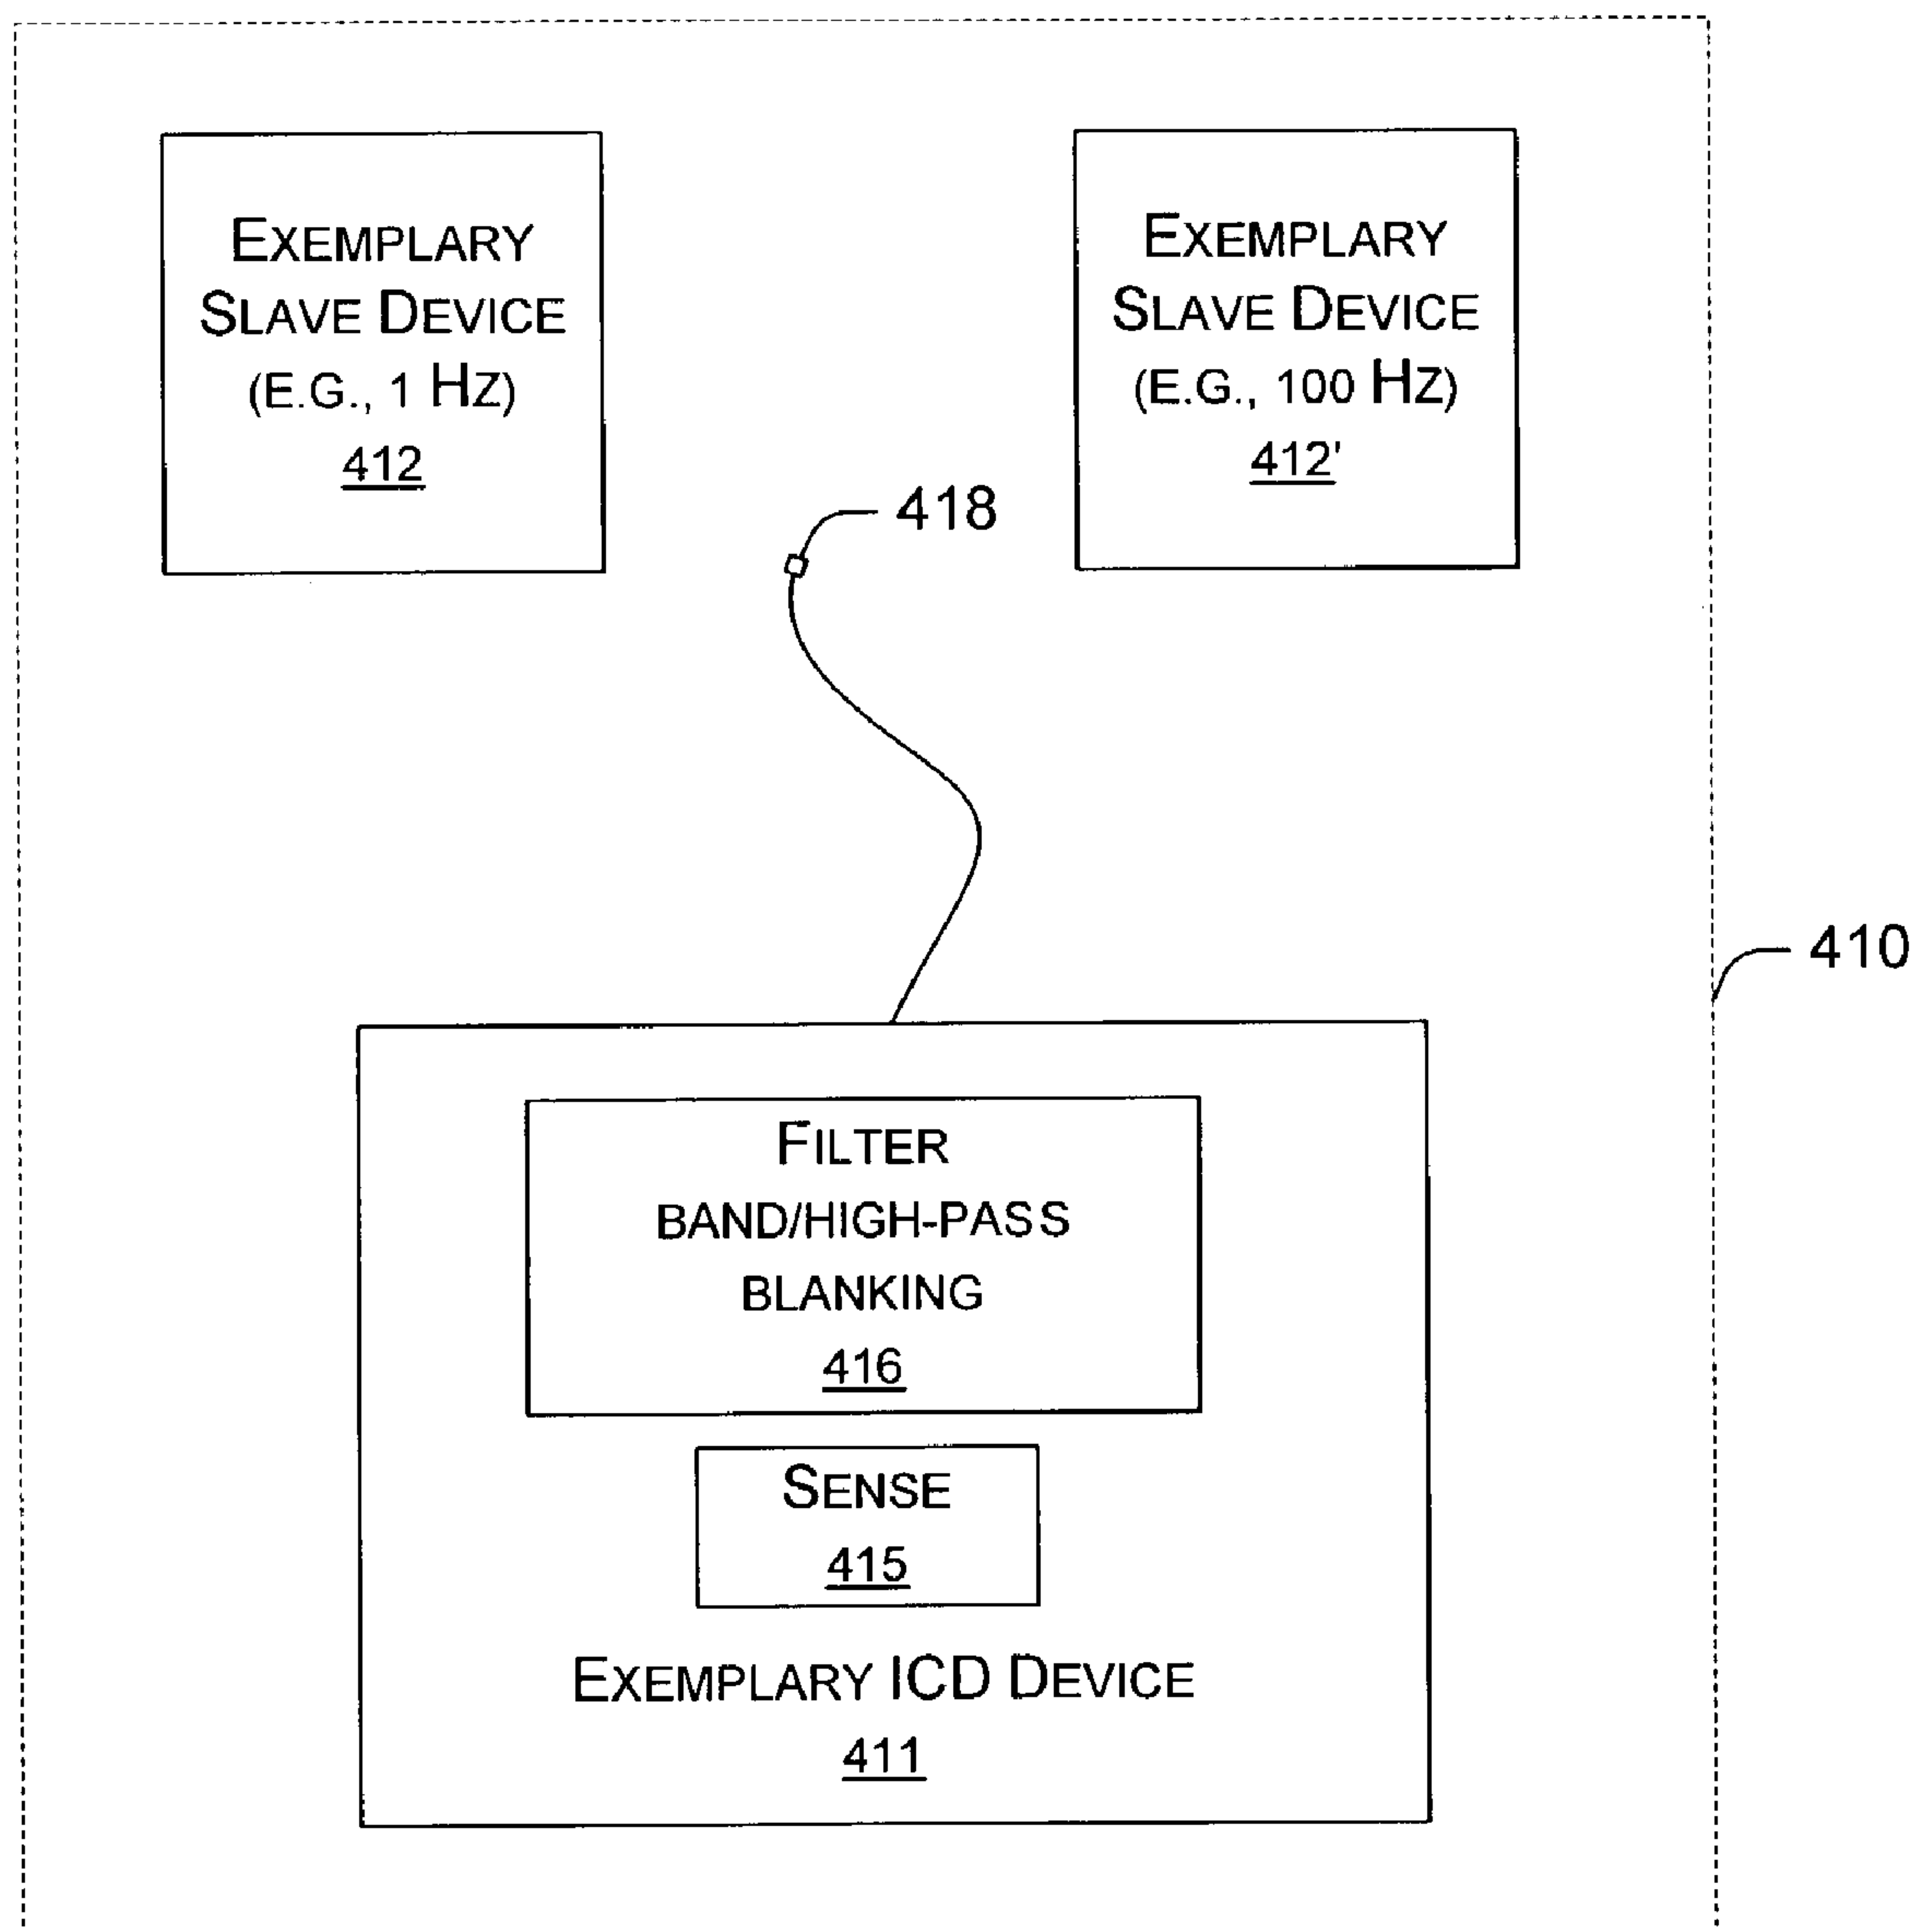 EXEMPLARY
SLAVE DEVICE
(E.G., 1 HZ)
412
EXEMPLARY
SLAVE DEVICE
(E.G., 100 HZ)
412'
418
410
FILTER
BAND/HIGH-PASS
BLANKING
416
SENSE
415
EXEMPLARY ICD DEVICE
411